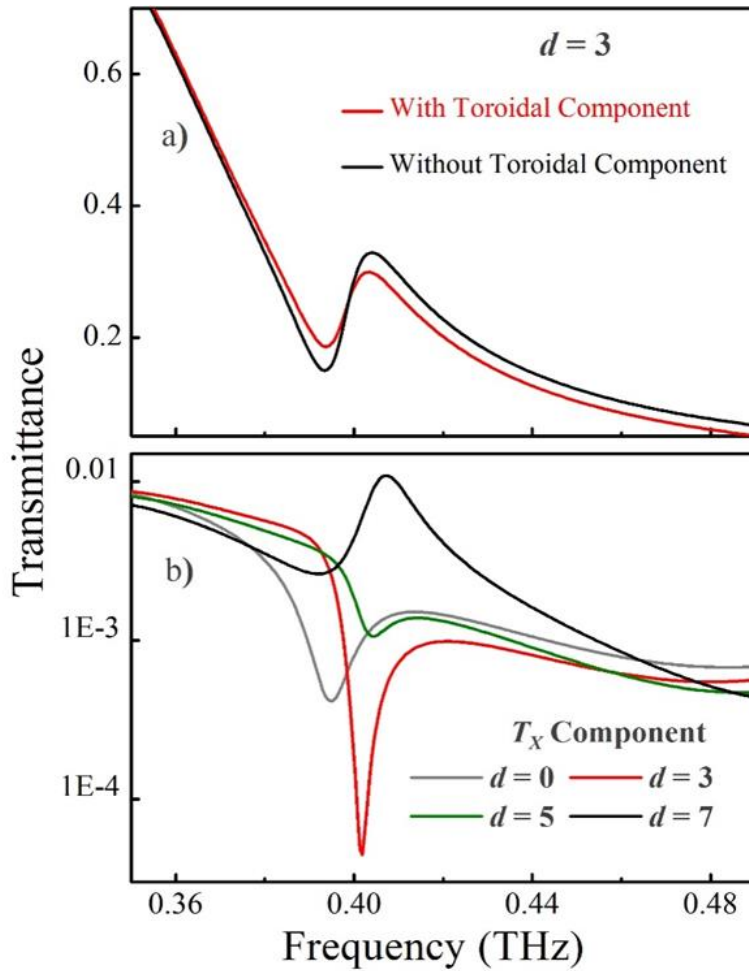 d = 3
0.6
With Toroidal Component
a)
Without Toroidal Component
0.4
0.2
Transmittance
0.01
b)
1E-3
T_X Component
d = 0 d = 3
1E-4
d = 5 d = 7
0.36 0.40 0.44 0.48
Frequency (THz)